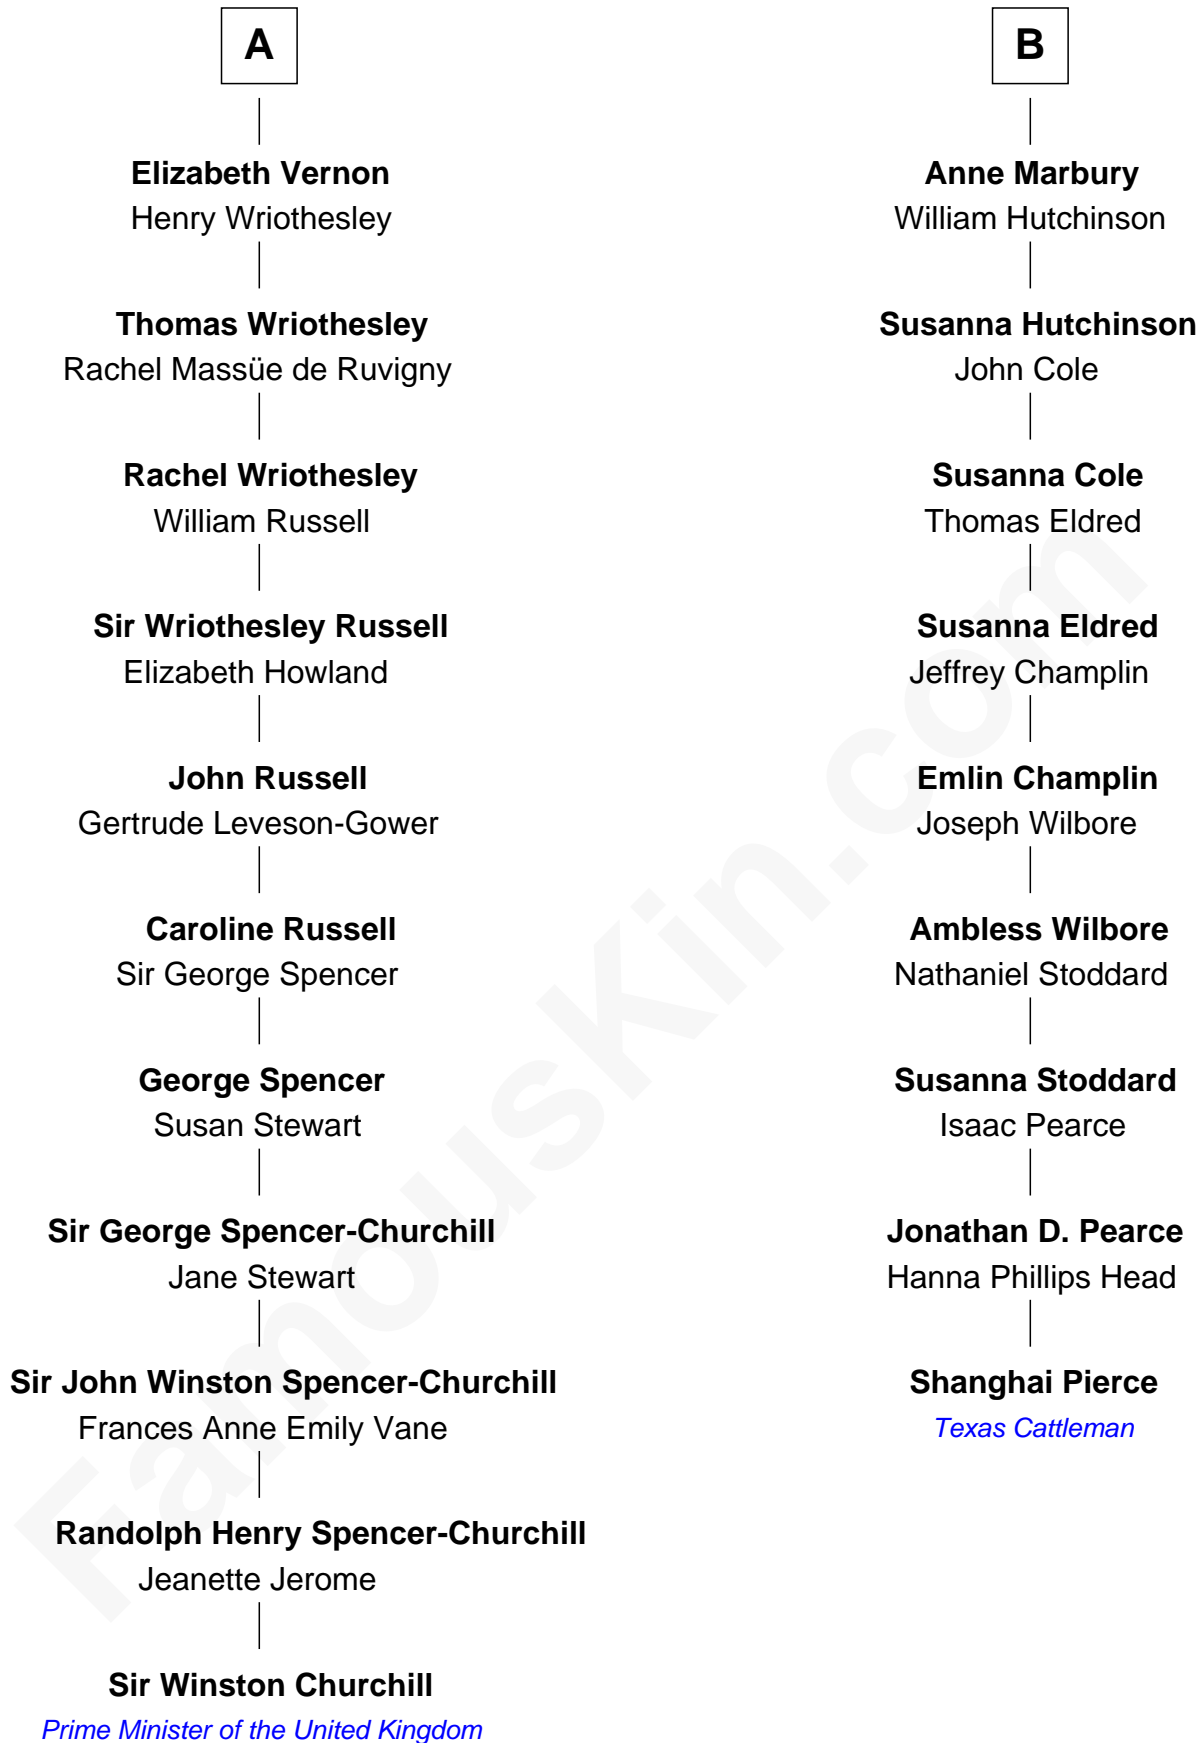 A
Elizabeth Vernon
Henry Wriothesley
Thomas Wriothesley
Rachel Massüe de Ruvigny
Rachel Wriothesley
William Russell
Sir Wriothesley Russell
Elizabeth Howland
John Russell
Gertrude Leveson-Gower
Caroline Russell
Sir George Spencer
George Spencer
Susan Stewart
Sir George Spencer-Churchill
Jane Stewart
Sir John Winston Spencer-Churchill
Frances Anne Emily Vane
Randolph Henry Spencer-Churchill
Jeanette Jerome
Sir Winston Churchill
Prime Minister of the United Kingdom
B
Anne Marbury
William Hutchinson
Susanna Hutchinson
John Cole
Susanna Cole
Thomas Eldred
Susanna Eldred
Jeffrey Champlin
Emlin Champlin
Joseph Wilbore
Ambless Wilbore
Nathaniel Stoddard
Susanna Stoddard
Isaac Pearce
Jonathan D. Pearce
Hanna Phillips Head
Shanghai Pierce
Texas Cattleman
FamousKin.com